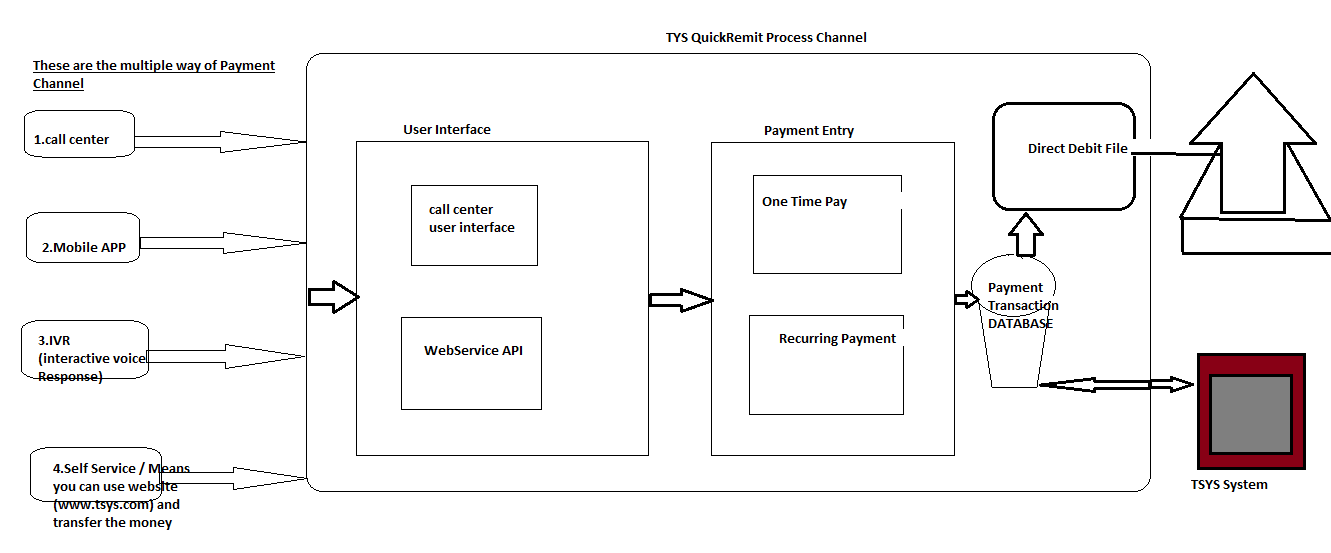 TYS QuickRemit Process Channel
These are the multiple way of Payment
Channel
1.call center
2.Mobile APP
3.IVR
(interactive voice
Response)
4.Self Service / Means
you can use website
(www.tsys.com) and
transfer the money
User Interface
call center
user interface
WebService API
Payment Entry
One Time Pay
Recurring Payment
Direct Debit File
Payment
Transaction
DATABASE
TSYS System